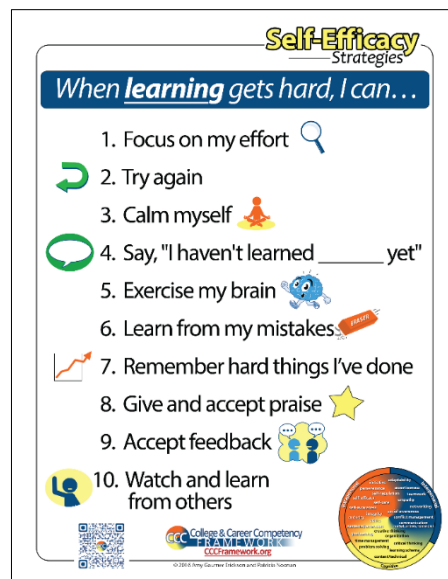 Self-Efficacy
Strategies
When learning gets hard, I can…
1. Focus on my effort
2. Try again
3. Calm myself
4. Say, "I haven't learned ______ yet"
5. Exercise my brain
6. Learn from my mistakes
ERASER
7. Remember hard things I've done
8. Give and accept praise
9. Accept feedback
10. Watch and learn
from others
CCC College & Career Competency
FRAMEWORK
CCCFramework.org